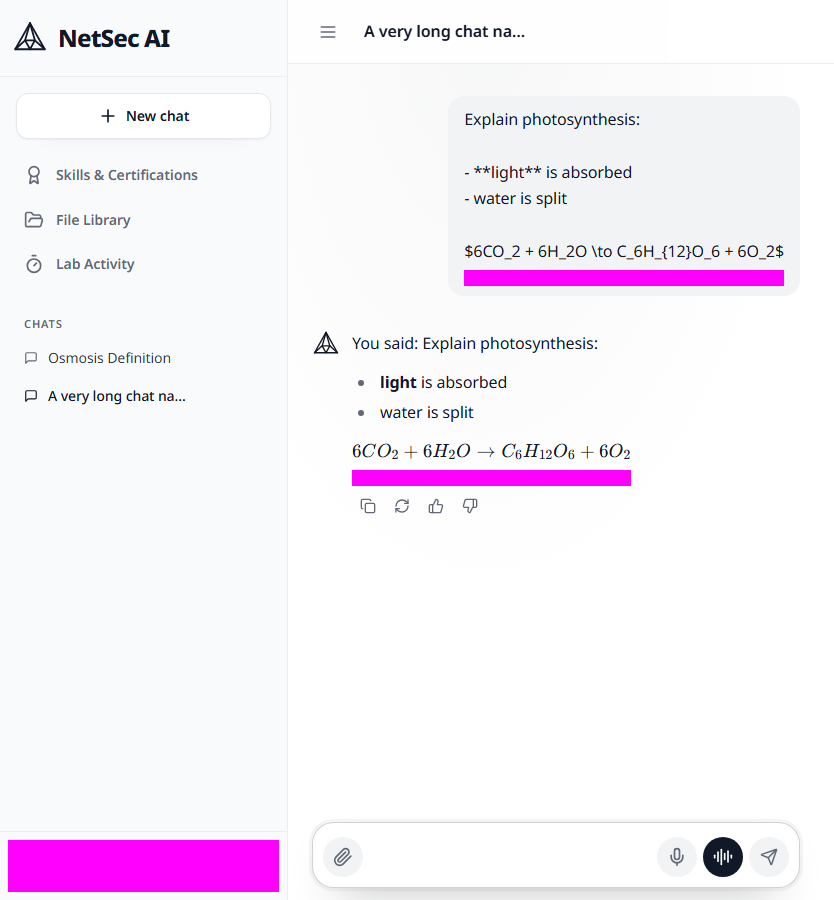 NetSec AI
New chat
Skills & Certifications
File Library
Lab Activity
CHATS
Osmosis Definition
A very long chat na...
A very long chat na...
Explain photosynthesis:
- **light** is absorbed
- water is split
$6CO_2 + 6H_2O \to C_6H_{12}O_6 + 6O_2$
You said: Explain photosynthesis:
• light is absorbed
• water is split
6CO₂ + 6H₂O → C₆H₁₂O₆ + 6O₂